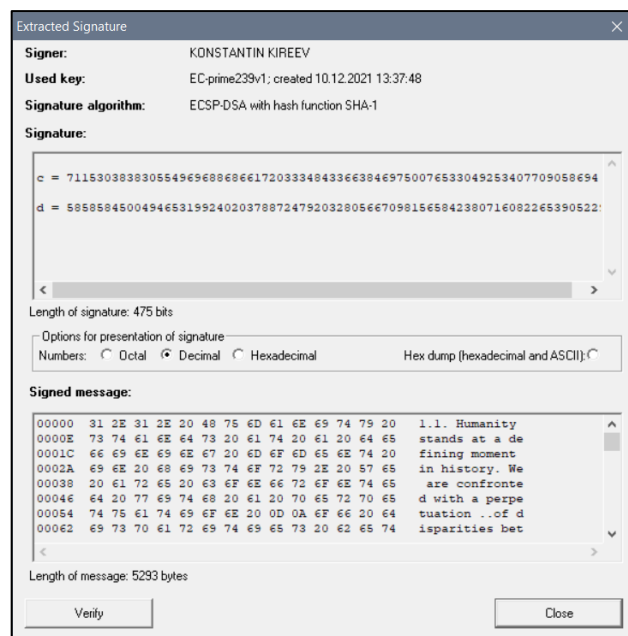 Extracted Signature
Signer: KONSTANTIN KIREEV
Used key: EC-prime239v1; created 10.12.2021 13:37:48
Signature algorithm: ECSP-DSA with hash function SHA-1
Signature:
c = 71153038383055496968868661720333484336638469750076533049253407709058694
d = 585858450049465319924020378872479203280566709815658423807160822653905222
Length of signature: 475 bits
Options for presentation of signature
Numbers: Octal Decimal Hexadecimal Hex dump (hexadecimal and ASCII):
Signed message:
00000 31 2E 31 2E 20 48 75 6D 61 6E 69 74 79 20 1.1. Humanity
0000E 73 74 61 6E 64 73 20 61 74 20 61 20 64 65 stands at a de
0001C 66 69 6E 69 6E 67 20 6D 6F 6D 65 6E 74 20 fining moment
0002A 69 6E 20 68 69 73 74 6F 72 79 2E 20 57 65 in history. We
00038 20 61 72 65 20 63 6F 6E 66 72 6F 6E 74 65 are confronte
00046 64 20 77 69 74 68 20 61 20 70 65 72 70 65 d with a perpe
00054 74 75 61 74 69 6F 6E 20 0D 0A 6F 66 20 64 tuation ..of d
00062 69 73 70 61 72 69 74 69 65 73 20 62 65 74 isparities bet
Length of message: 5293 bytes
Verify Close